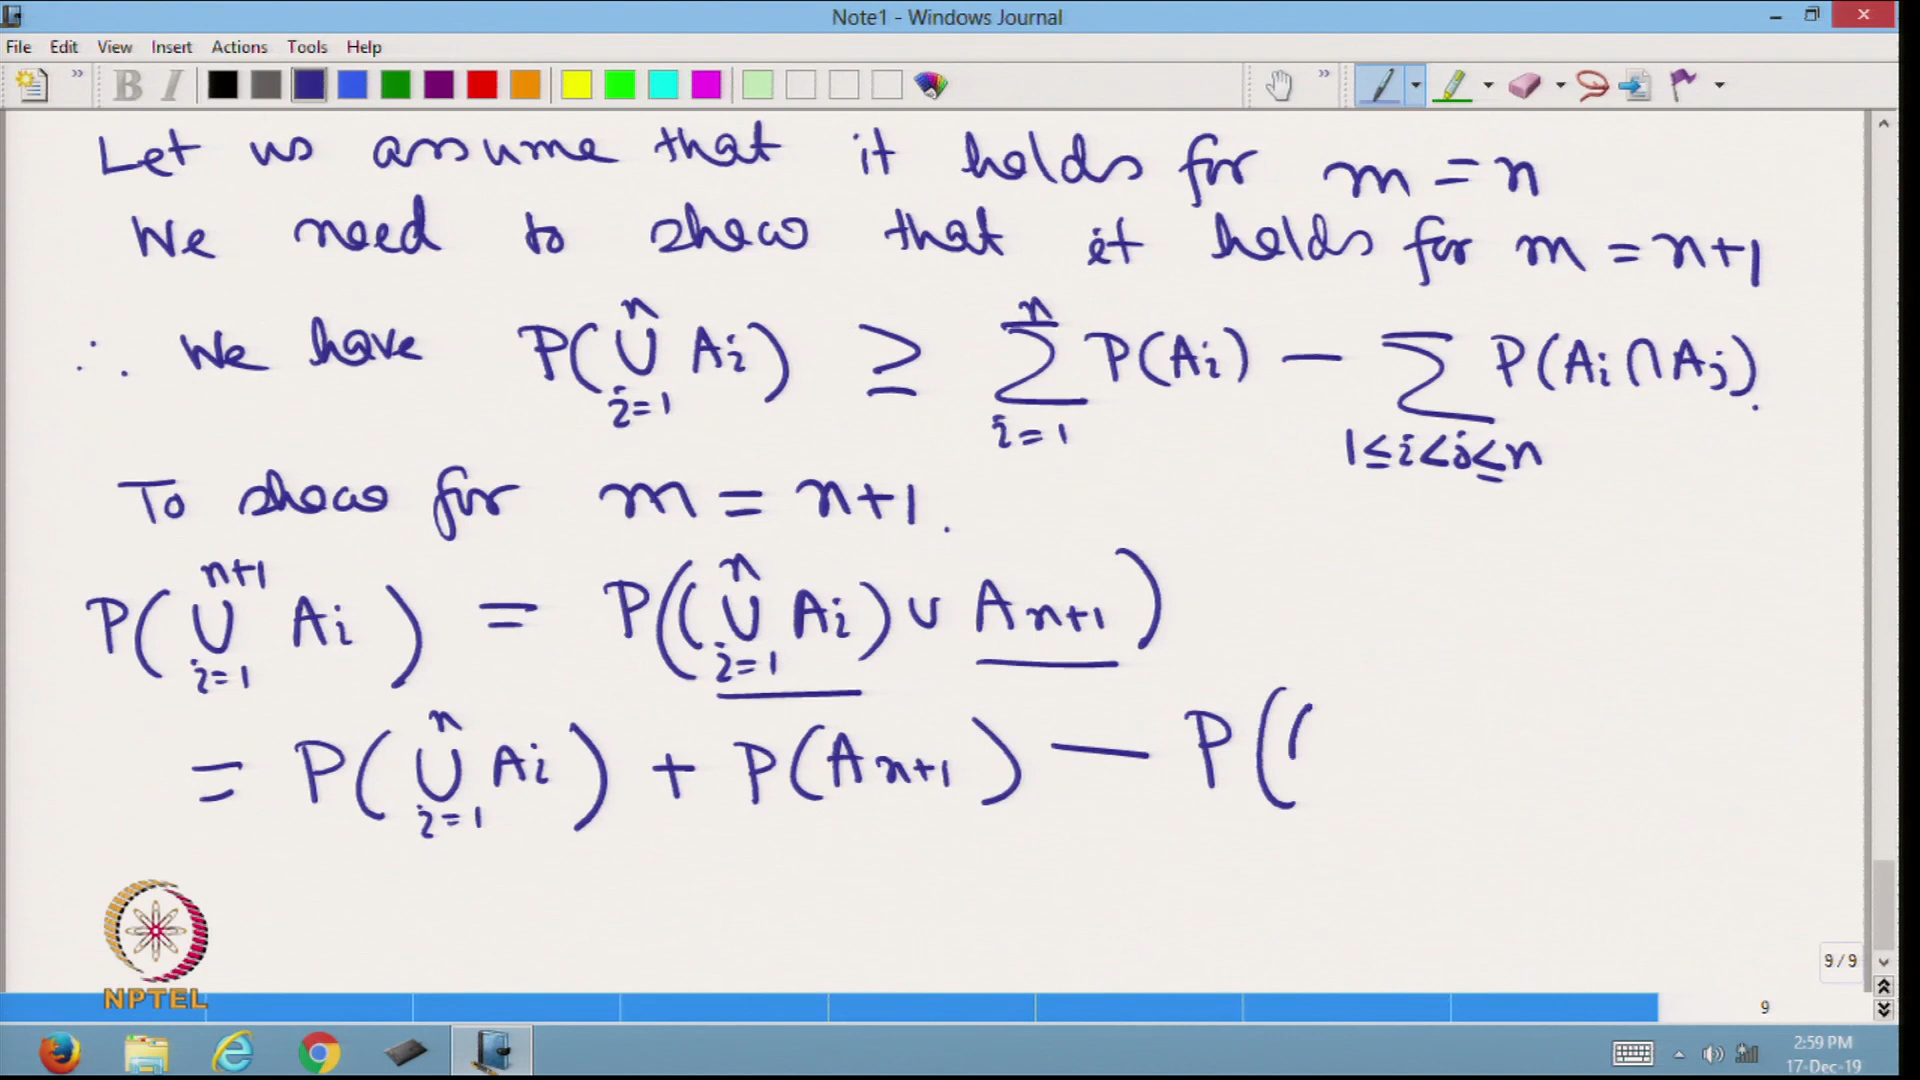 Note1 - Windows Journal
File Edit View Insert Actions Tools Help
B I
Let us assume that it holds for m = n
We need to show that it holds for m = n+1
∴ We have P(⋃_{i=1}^{n} Ai) ≥ ∑_{i=1}^{n} P(Ai) − ∑_{1≤i<j≤n} P(Ai ∩ Aj).
To show for m = n+1.
P(⋃_{i=1}^{n+1} Ai) = P((⋃_{i=1}^{n} Ai) ∪ A_{n+1})
= P(⋃_{i=1}^{n} Ai) + P(A_{n+1}) − P((
NPTEL
9/9
9
2:59 PM
17-Dec-19